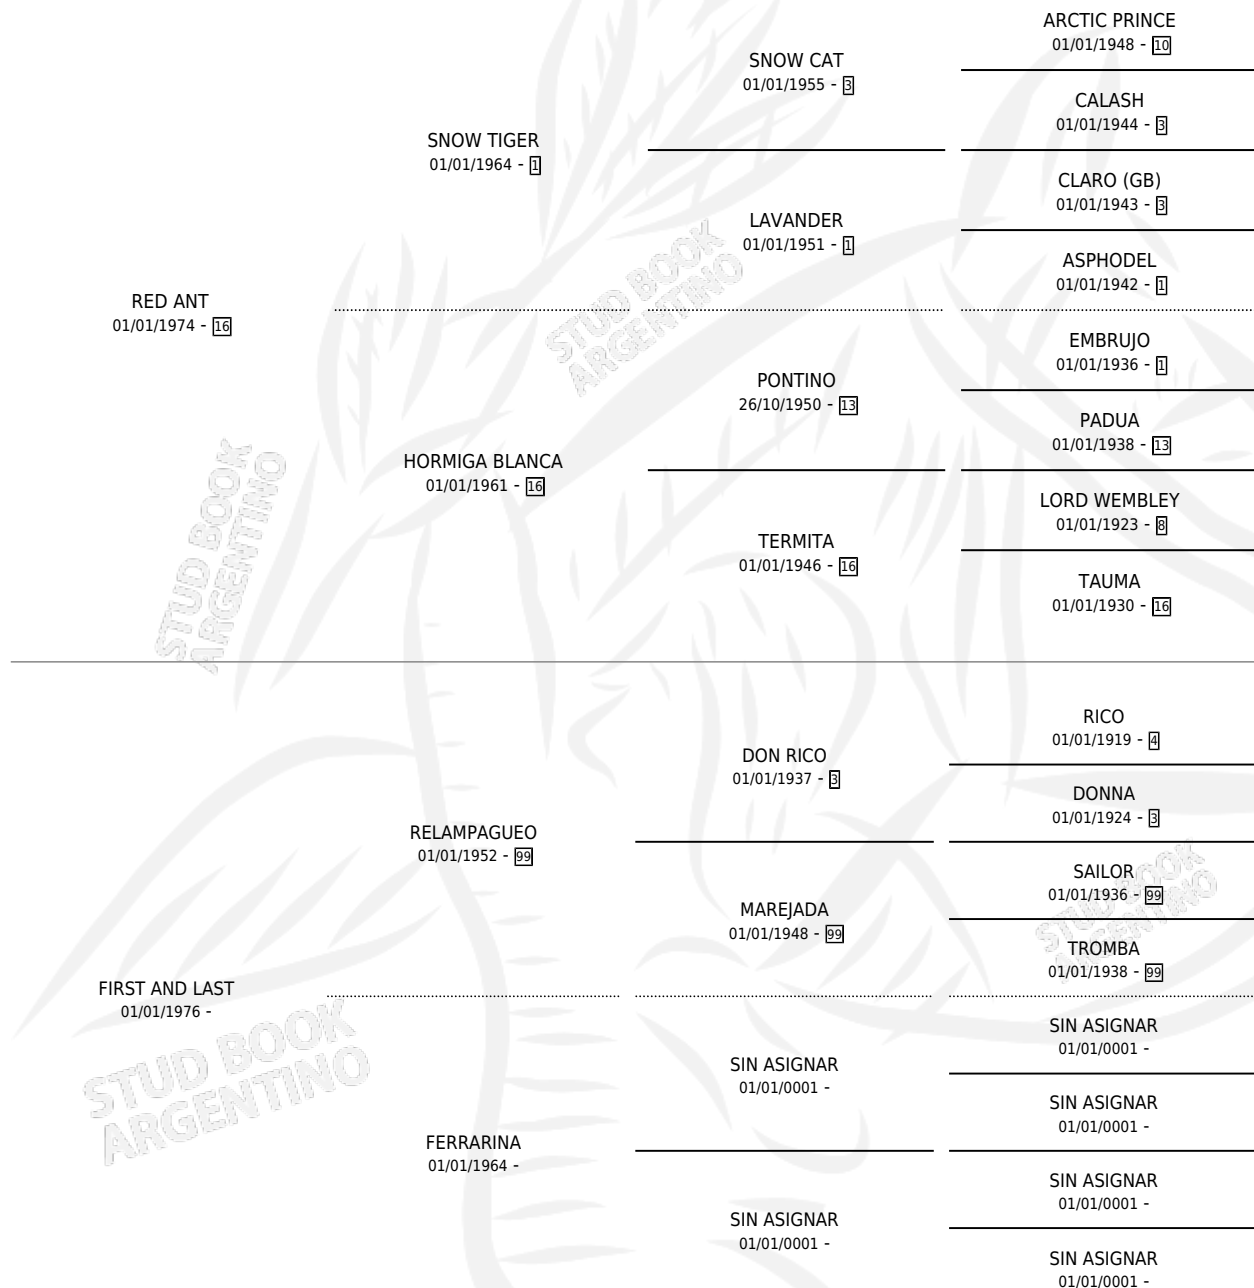 ARCTIC PRINCE
01/01/1948 - 10
SNOW CAT
01/01/1955 - 3
CALASH
01/01/1944 - 3
SNOW TIGER
01/01/1964 - 1
CLARO (GB)
01/01/1943 - 3
LAVANDER
01/01/1951 - 1
ASPHODEL
01/01/1942 - 1
RED ANT
01/01/1974 - 16
EMBRUJO
01/01/1936 - 1
PONTINO
26/10/1950 - 13
PADUA
01/01/1938 - 13
HORMIGA BLANCA
01/01/1961 - 16
LORD WEMBLEY
01/01/1923 - 8
TERMITA
01/01/1946 - 16
TAUMA
01/01/1930 - 16
STUD BOOK
ARGENTINO
STUD BOOK
ARGENTINO
RICO
01/01/1919 - 4
DON RICO
01/01/1937 - 3
DONNA
01/01/1924 - 3
RELAMPAGUEO
01/01/1952 - 99
SAILOR
01/01/1936 - 99
MAREJADA
01/01/1948 - 99
TROMBA
01/01/1938 - 99
STUD BOOK
ARGENTINO
FIRST AND LAST
01/01/1976 -
SIN ASIGNAR
01/01/0001 -
SIN ASIGNAR
01/01/0001 -
SIN ASIGNAR
01/01/0001 -
FERRARINA
01/01/1964 -
SIN ASIGNAR
01/01/0001 -
SIN ASIGNAR
01/01/0001 -
SIN ASIGNAR
01/01/0001 -
STUD BOOK
ARGENTINO